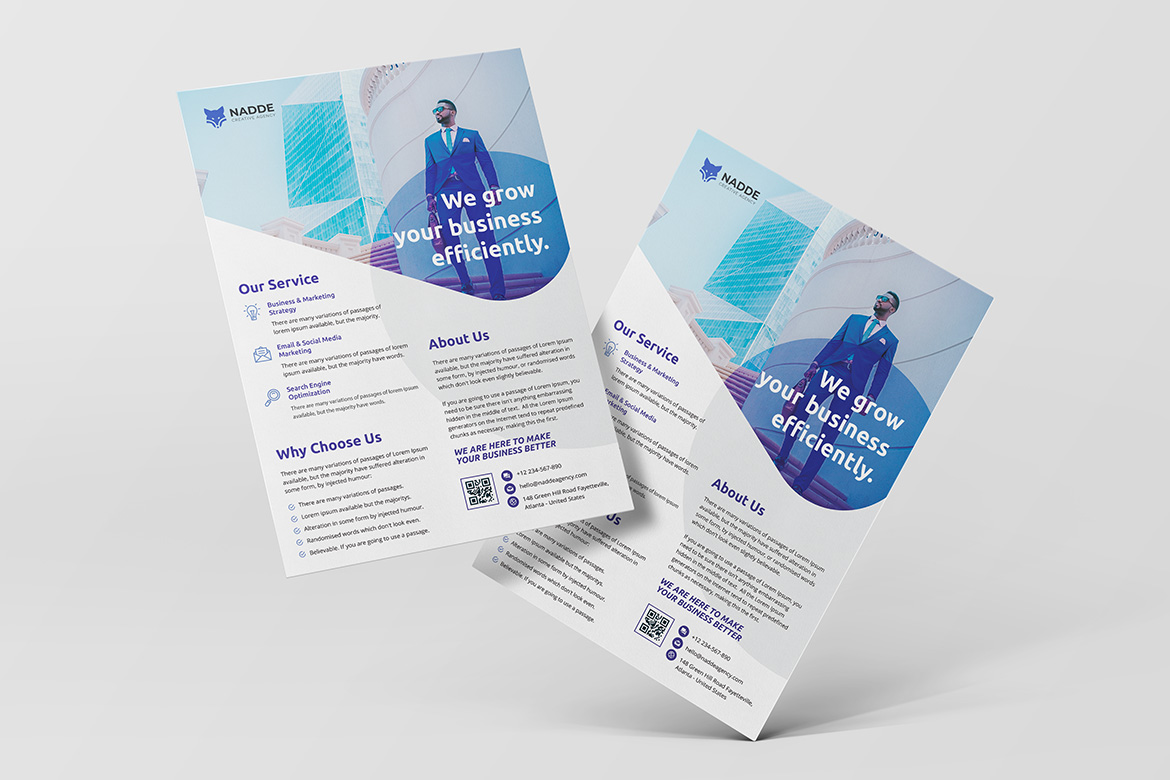 NADDE
CREATIVE AGENCY
We grow
your business
efficiently.
Our Service
Business & Marketing
Strategy
There are many variations of passages of
lorem ipsum available, but the majority.
Email & Social Media
Marketing
There are many variations of passages of lorem
ipsum available, but the majority have words.
Search Engine
Optimization
There are many variations of passages of lorem ipsum
available, but the majority have words.
Why Choose Us
There are many variations of passages of Lorem Ipsum
available, but the majority have suffered alteration in
some form, by injected humour:
There are many variations of passages.
Lorem ipsum available but the majoritys.
Alteration in some form by injected humour.
Randomised words which don't look even.
Believable. If you are going to use a passage.
About Us
There are many variations of passages of Lorem Ipsum
available, but the majority have suffered alteration in
some form, by injected humour, or randomised words
which don't look even slightly believable.
If you are going to use a passage of Lorem Ipsum, you
need to be sure there isn't anything embarrassing
hidden in the middle of text. All the Lorem Ipsum
generators on the Internet tend to repeat predefined
chunks as necessary, making this the first.
WE ARE HERE TO MAKE
YOUR BUSINESS BETTER
+12 234-567-890
hello@naddeagency.com
148 Green Hill Road Fayetteville,
Atlanta - United States
NADDE
CREATIVE AGENCY
We grow
your business
efficiently.
Our Service
Business & Marketing
Strategy
There are many variations of passages of
lorem ipsum available, but the majority.
Email & Social Media
many variations of passages of lorem
available, but the majority have words.
variations of passages of lorem ipsum
the majority have words.
Us
many variations of passages of Lorem Ipsum
but the majority have suffered alteration in
by injected humour:
are many variations of passages.
Lorem ipsum available but the majoritys.
Alteration in some form by injected humour.
Randomised words which don't look even.
Believable. If you are going to use a passage.
About Us
There are many variations of passages of Lorem Ipsum
available, but the majority have suffered alteration in
some form, by injected humour, or randomised words
which don't look even slightly believable.
If you are going to use a passage of Lorem Ipsum, you
need to be sure there isn't anything embarrassing
hidden in the middle of text. All the Lorem Ipsum
generators on the Internet tend to repeat predefined
chunks as necessary, making this the first.
WE ARE HERE TO MAKE
YOUR BUSINESS BETTER
+12 234-567-890
hello@naddeagency.com
148 Green Hill Road Fayetteville,
Atlanta - United States